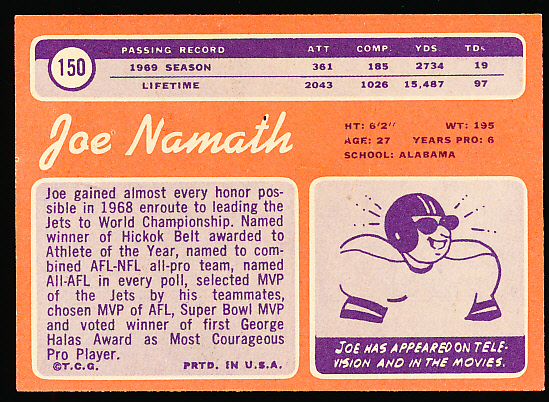 150
PASSING RECORD ATT COMP. YDS. TDs
1969 SEASON 361 185 2734 19
LIFETIME 2043 1026 15,487 97
Joe Namath
HT: 6'2" WT: 195
AGE: 27 YEARS PRO: 6
SCHOOL: ALABAMA
Joe gained almost every honor pos-
sible in 1968 enroute to leading the
Jets to World Championship. Named
winner of Hickok Belt awarded to
Athlete of the Year, named to com-
bined AFL-NFL all-pro team, named
All-AFL in every poll, selected MVP
of the Jets by his teammates,
chosen MVP of AFL, Super Bowl MVP
and voted winner of first George
Halas Award as Most Courageous
Pro Player.
©T.C.G. PRTD. IN U.S.A.
JOE HAS APPEARED ON TELE-
VISION AND IN THE MOVIES.